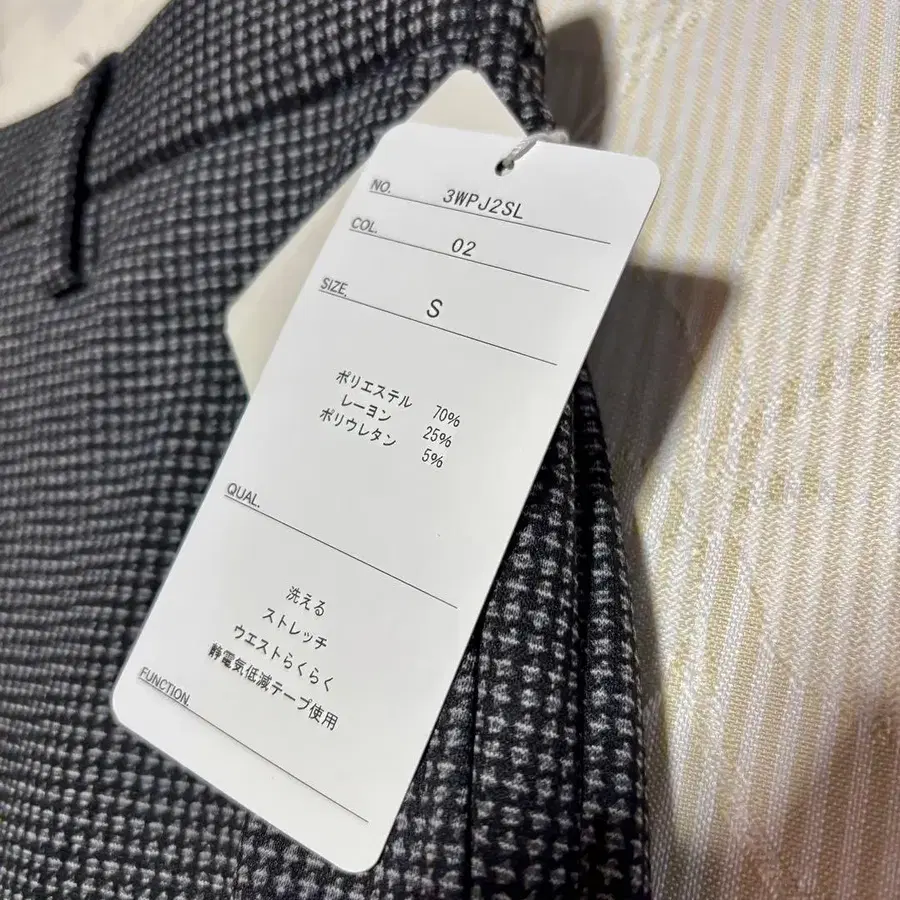 NO. 3WPJ2SL
COL. 02
SIZE. S
ポリエステル 70%
レーヨン 25%
ポリウレタン 5%
QUAL.
洗える
ストレッチ
ウエストらくらく
静電気低減テープ使用
FUNCTION.